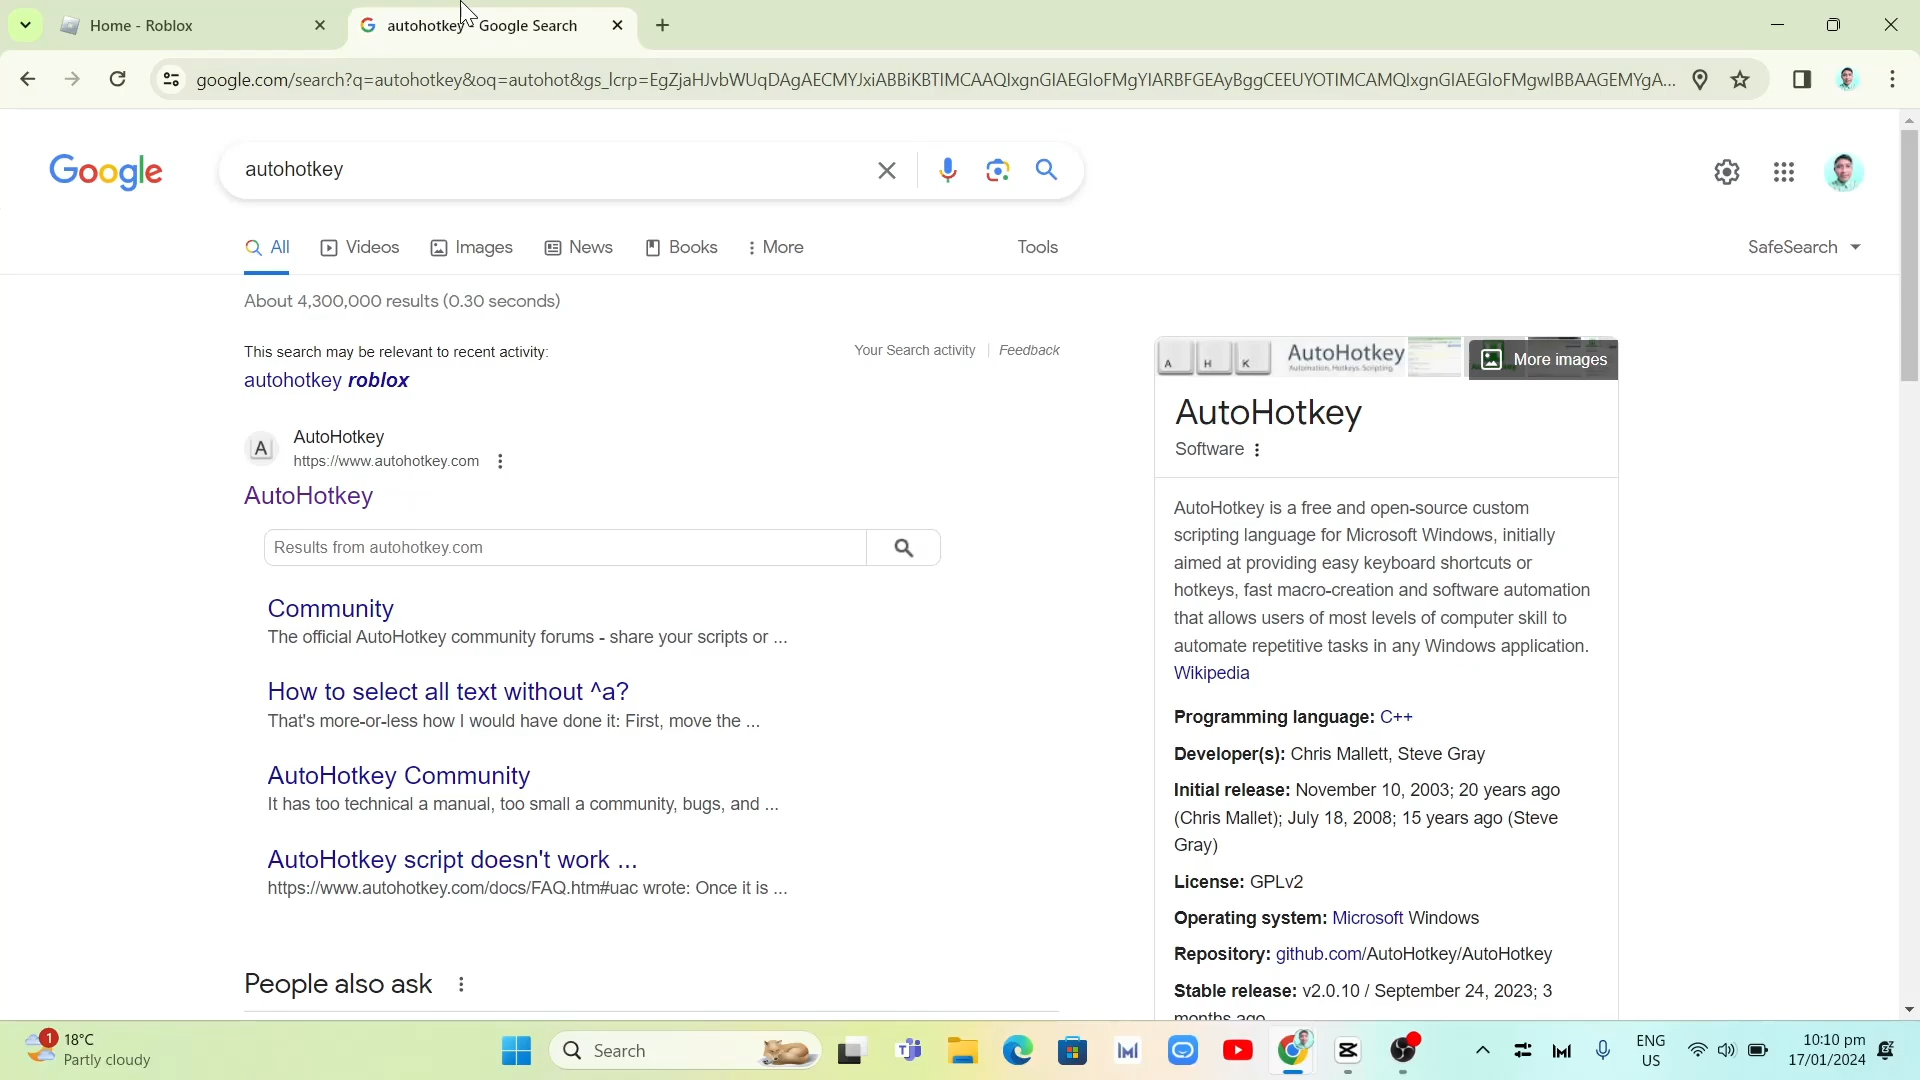 Home - Roblox
autohotkey - Google Search
google.com/search?q=autohotkey&oq=autohot&gs_lcrp=EgZjaHJvbWUqDAgAECMYJxiABBiKBTIMCAAQIxgnGIAEGIoFMgYIARBFGEAyBggCEEUYOTIMCAMQIxgnGIAEGIoFMgwIBBAAGEMYgA...
Google
autohotkey
All
Videos
Images
News
Books
More
Tools
SafeSearch
About 4,300,000 results (0.30 seconds)
This search may be relevant to recent activity:
Your Search activity
Feedback
autohotkey roblox
A
AutoHotkey
https://www.autohotkey.com
AutoHotkey
Results from autohotkey.com
Community
The official AutoHotkey community forums - share your scripts or ...
How to select all text without ^a?
That's more-or-less how I would have done it: First, move the ...
AutoHotkey Community
It has too technical a manual, too small a community, bugs, and ...
AutoHotkey script doesn't work ...
https://www.autohotkey.com/docs/FAQ.htm#uac wrote: Once it is ...
People also ask
A H K
AutoHotkey
Automation. Hotkeys. Scripting.
More images
AutoHotkey
Software
AutoHotkey is a free and open-source custom
scripting language for Microsoft Windows, initially
aimed at providing easy keyboard shortcuts or
hotkeys, fast macro-creation and software automation
that allows users of most levels of computer skill to
automate repetitive tasks in any Windows application.
Wikipedia
Programming language: C++
Developer(s): Chris Mallett, Steve Gray
Initial release: November 10, 2003; 20 years ago
(Chris Mallet); July 18, 2008; 15 years ago (Steve
Gray)
License: GPLv2
Operating system: Microsoft Windows
Repository: github.com/AutoHotkey/AutoHotkey
Stable release: v2.0.10 / September 24, 2023; 3
months ago
1
18°C
Partly cloudy
Search
ENG
US
10:10 pm
17/01/2024